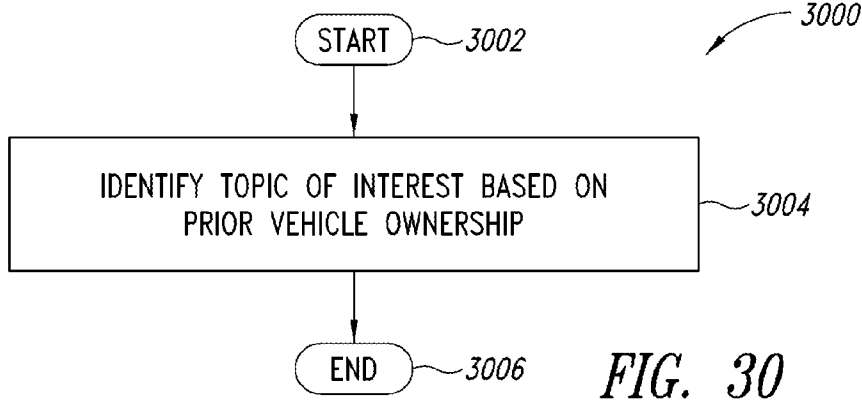 START
3002
3000
IDENTIFY TOPIC OF INTEREST BASED ON
PRIOR VEHICLE OWNERSHIP
3004
END
3006
FIG. 30